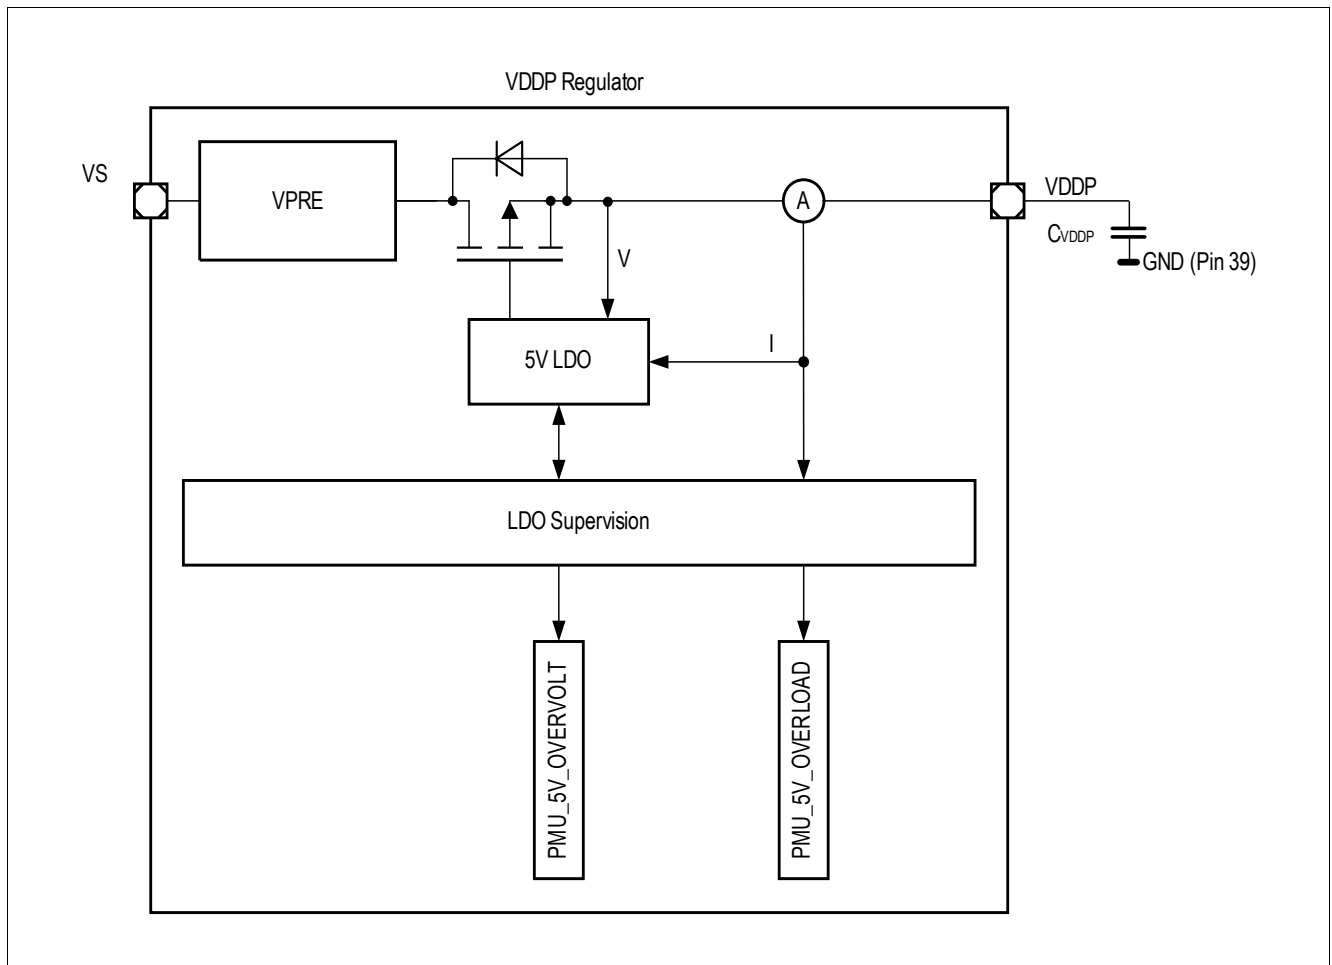 VDDP Regulator
VS
VPRE
A
VDDP
CVDDP
GND (Pin 39)
V
I
5V LDO
LDO Supervision
PMU_5V_OVERVOLT
PMU_5V_OVERLOAD